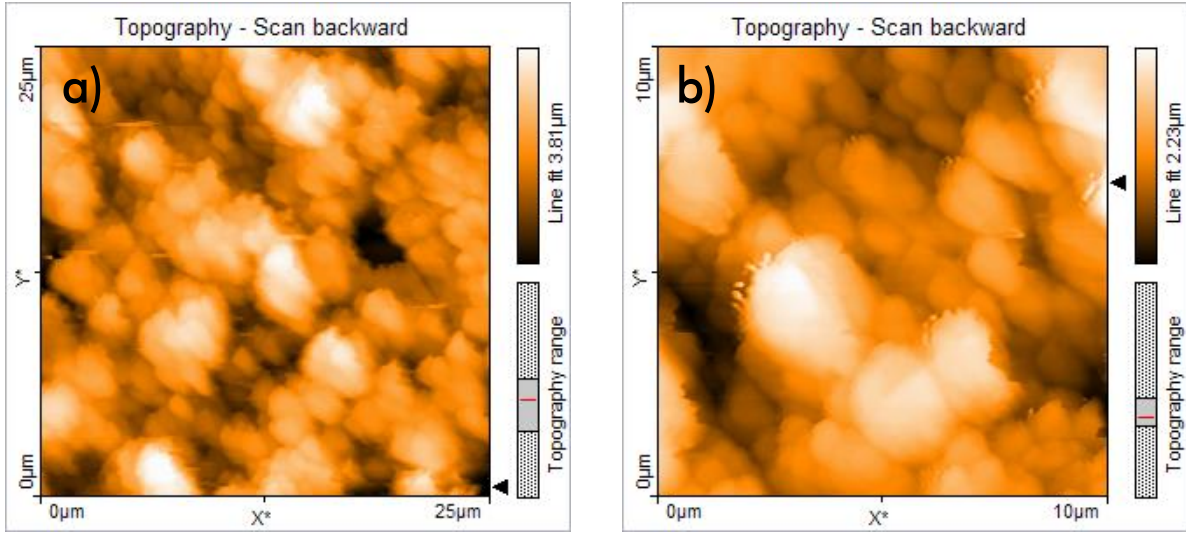 Topography - Scan backward
a)
25µm
Y*
0µm
0µm
X*
25µm
Line fit 3.81µm
Topography range
Topography - Scan backward
b)
10µm
Y*
0µm
0µm
X*
10µm
Line fit 2.23µm
Topography range